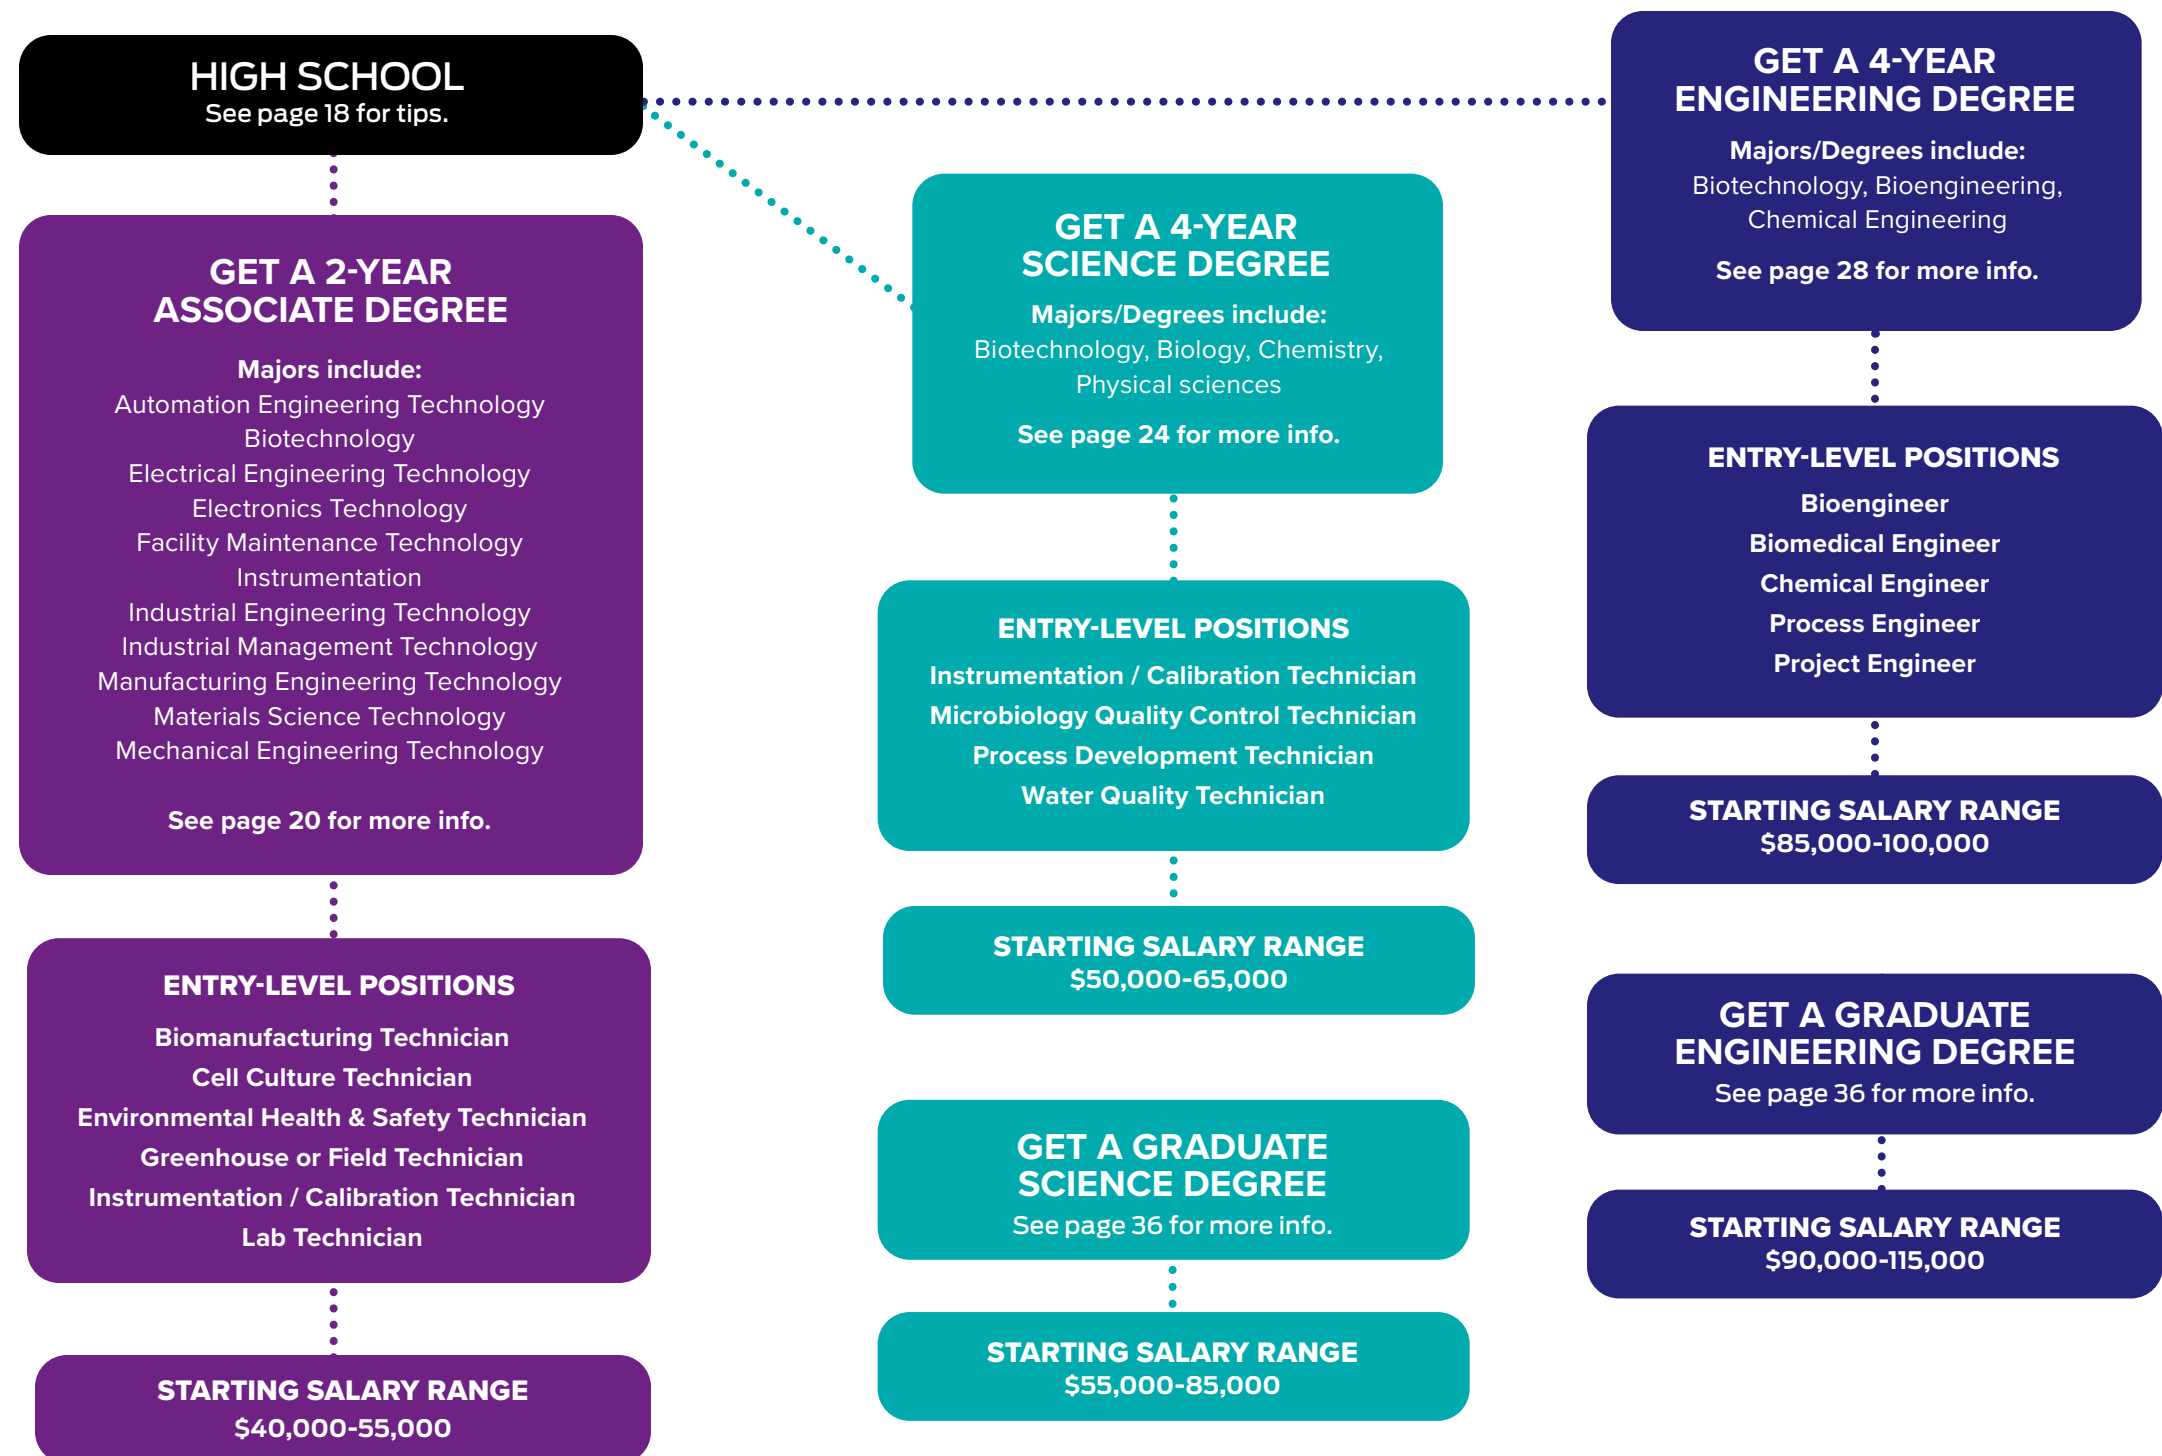 HIGH SCHOOL
See page 18 for tips.
GET A 2-YEAR
ASSOCIATE DEGREE
Majors include:
Automation Engineering Technology
Biotechnology
Electrical Engineering Technology
Electronics Technology
Facility Maintenance Technology
Instrumentation
Industrial Engineering Technology
Industrial Management Technology
Manufacturing Engineering Technology
Materials Science Technology
Mechanical Engineering Technology
See page 20 for more info.
ENTRY-LEVEL POSITIONS
Biomanufacturing Technician
Cell Culture Technician
Environmental Health & Safety Technician
Greenhouse or Field Technician
Instrumentation / Calibration Technician
Lab Technician
STARTING SALARY RANGE
$40,000-55,000
GET A 4-YEAR
SCIENCE DEGREE
Majors/Degrees include:
Biotechnology, Biology, Chemistry,
Physical sciences
See page 24 for more info.
ENTRY-LEVEL POSITIONS
Instrumentation / Calibration Technician
Microbiology Quality Control Technician
Process Development Technician
Water Quality Technician
STARTING SALARY RANGE
$50,000-65,000
GET A GRADUATE
SCIENCE DEGREE
See page 36 for more info.
STARTING SALARY RANGE
$55,000-85,000
GET A 4-YEAR
ENGINEERING DEGREE
Majors/Degrees include:
Biotechnology, Bioengineering,
Chemical Engineering
See page 28 for more info.
ENTRY-LEVEL POSITIONS
Bioengineer
Biomedical Engineer
Chemical Engineer
Process Engineer
Project Engineer
STARTING SALARY RANGE
$85,000-100,000
GET A GRADUATE
ENGINEERING DEGREE
See page 36 for more info.
STARTING SALARY RANGE
$90,000-115,000